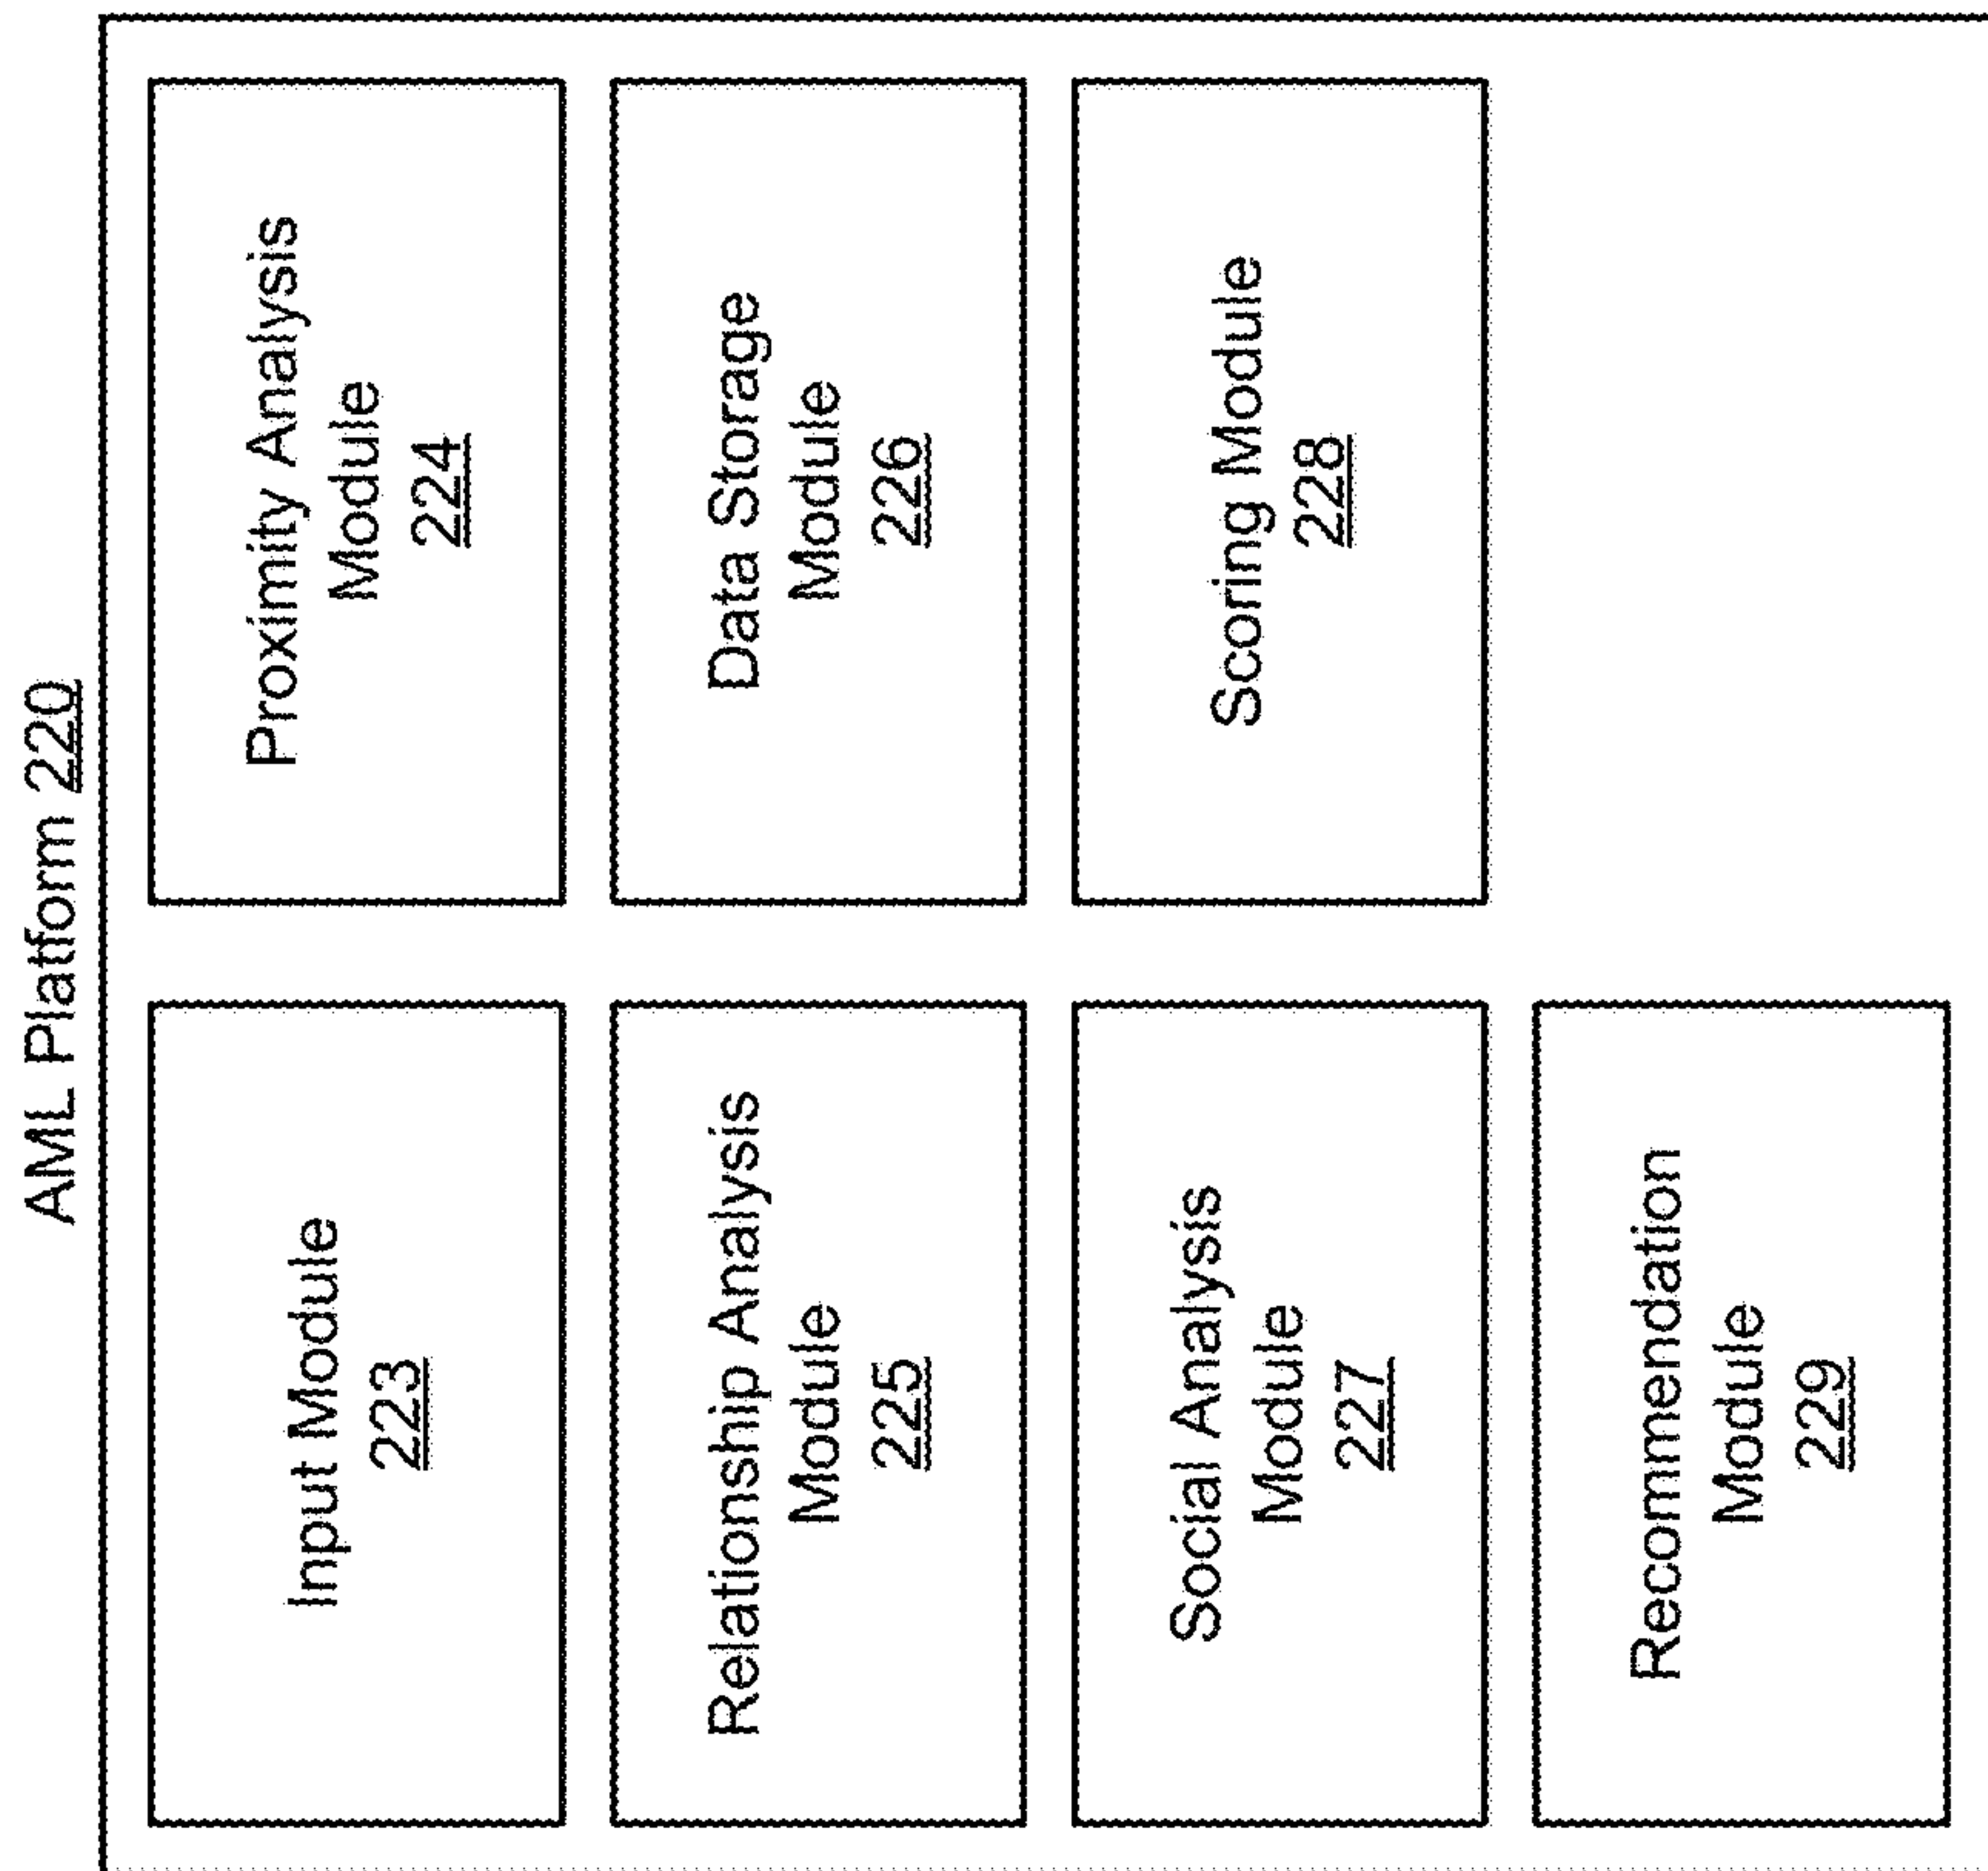 AML Platform 220
Input Module
223
Proximity Analysis
Module
224
Relationship Analysis
Module
225
Data Storage
Module
226
Social Analysis
Module
227
Scoring Module
228
Recommendation
Module
229